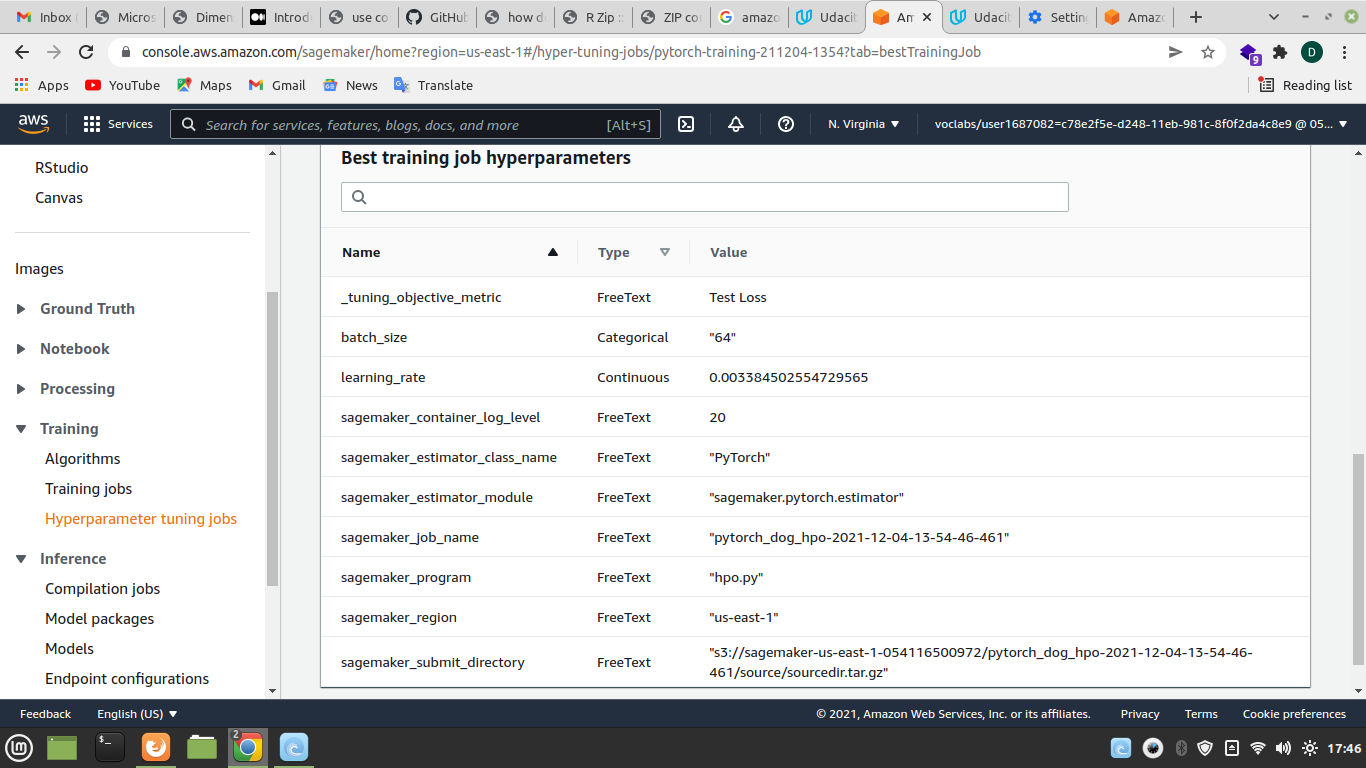 Inbox (
Micros
Dimen
Introd
use co
GitHub
how d
R Zip ::
ZIP co
amazo
Udacit
Am
Udacit
Setting
Amazo
console.aws.amazon.com/sagemaker/home?region=us-east-1#/hyper-tuning-jobs/pytorch-training-211204-1354?tab=bestTrainingJob
D
9
Apps
YouTube
Maps
Gmail
News
Translate
Reading list
aws
Services
Search for services, features, blogs, docs, and more
[Alt+S]
N. Virginia
voclabs/user1687082=c78e2f5e-d248-11eb-981c-8f0f2da4c8e9 @ 05...
RStudio
Canvas
Images
Ground Truth
Notebook
Processing
Training
Algorithms
Training jobs
Hyperparameter tuning jobs
Inference
Compilation jobs
Model packages
Models
Endpoint configurations
Best training job hyperparameters
Name Type Value
_tuning_objective_metric FreeText Test Loss
batch_size Categorical "64"
learning_rate Continuous 0.003384502554729565
sagemaker_container_log_level FreeText 20
sagemaker_estimator_class_name FreeText "PyTorch"
sagemaker_estimator_module FreeText "sagemaker.pytorch.estimator"
sagemaker_job_name FreeText "pytorch_dog_hpo-2021-12-04-13-54-46-461"
sagemaker_program FreeText "hpo.py"
sagemaker_region FreeText "us-east-1"
sagemaker_submit_directory FreeText "s3://sagemaker-us-east-1-054116500972/pytorch_dog_hpo-2021-12-04-13-54-46-
461/source/sourcedir.tar.gz"
Feedback
English (US)
© 2021, Amazon Web Services, Inc. or its affiliates.
Privacy
Terms
Cookie preferences
$_
2
17:46